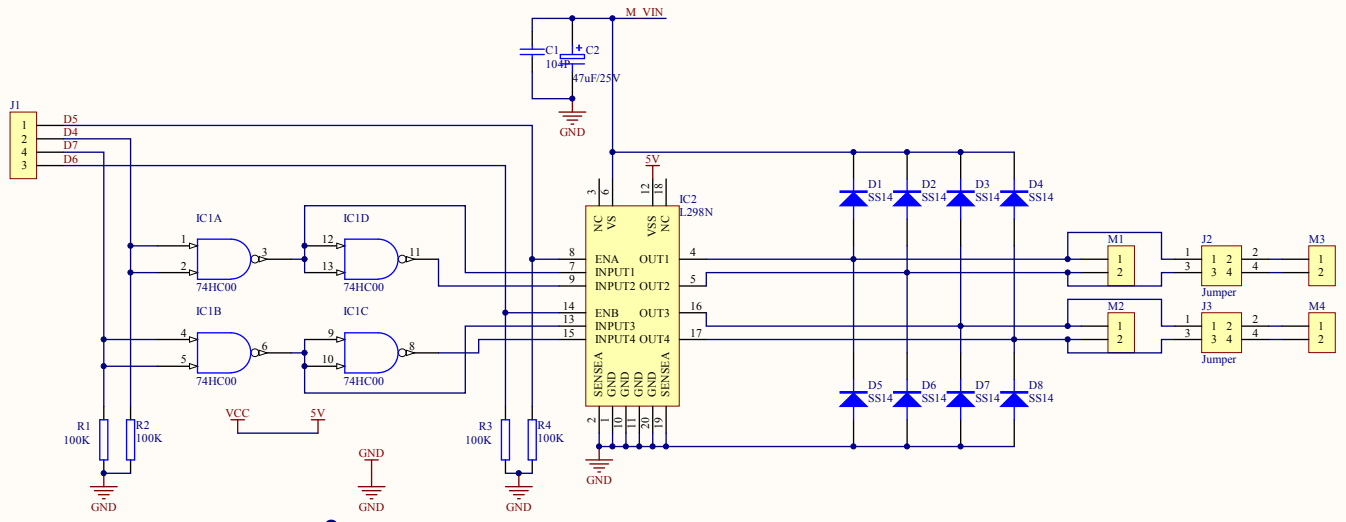 M_VIN
C1
104P
C2
47uF/25V
GND
J1
1
2
4
3
D5
D4
D7
D6
5V
IC2
L298N
3
6
12
18
NC
VS
VSS
NC
D1
SS14
D2
SS14
D3
SS14
D4
SS14
IC1A
1
2
3
74HC00
IC1D
12
13
11
74HC00
IC1B
4
5
6
74HC00
IC1C
9
10
8
74HC00
8 ENA OUT1 4
7 INPUT1
9 INPUT2 OUT2 5
14 ENB OUT3 16
13 INPUT3
15 INPUT4 OUT4 17
SENSEA
GND
GND
GND
GND
SENSEA
2
1
10
11
20
19
GND
M1
1
2
J2
1 1 2 2
3 3 4 4
Jumper
M3
1
2
M2
1
2
J3
1 1 2 2
3 3 4 4
Jumper
M4
1
2
D5
SS14
D6
SS14
D7
SS14
D8
SS14
R1
100K
R2
100K
GND
VCC
5V
GND
GND
R3
100K
R4
100K
GND